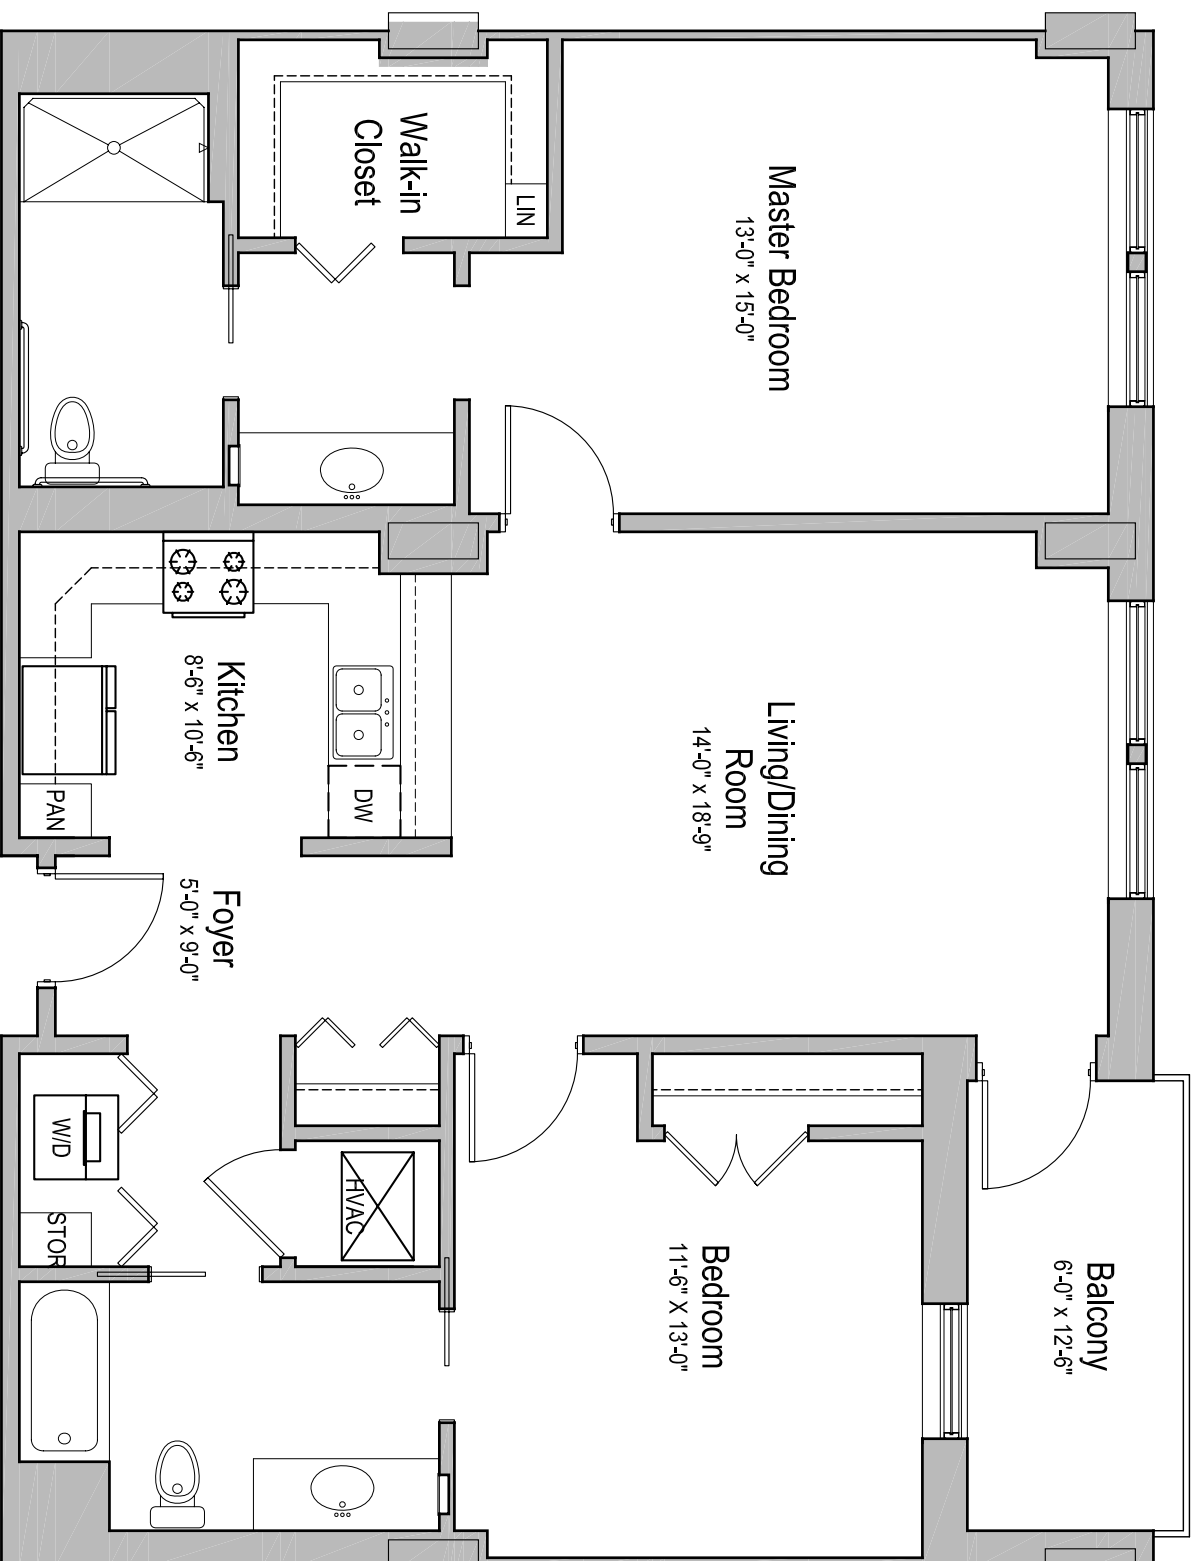 Walk-in
Closet
LIN
Master Bedroom
13'-0" x 15'-0"
Kitchen
8'-6" x 10'-6"
PAN
DW
Living/Dining
Room
14'-0" x 18'-9"
Foyer
5'-0" x 9'-0"
W/D
STOR
HVAC
Bedroom
11'-6" X 13'-0"
Balcony
6'-0" x 12'-6"